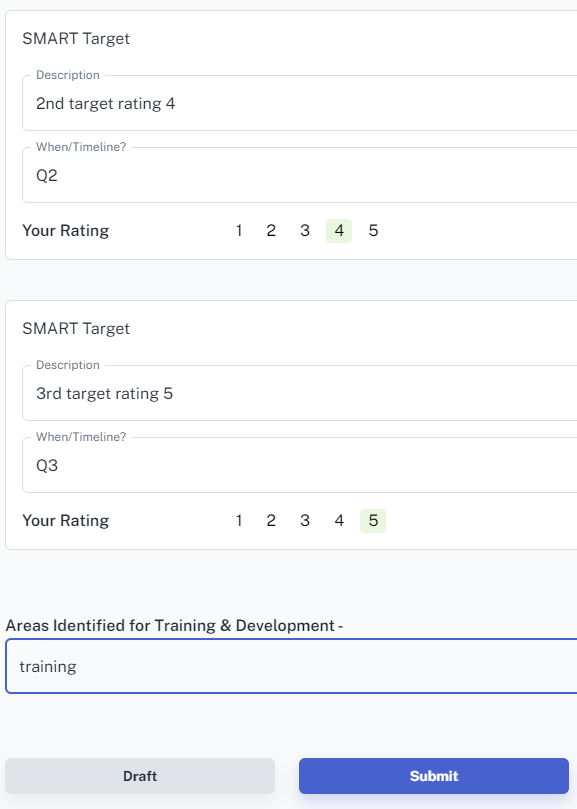 SMART Target
Description
2nd target rating 4
When/Timeline?
Q2
Your Rating 1 2 3 4 5
SMART Target
Description
3rd target rating 5
When/Timeline?
Q3
Your Rating 1 2 3 4 5
Areas Identified for Training & Development -
training
Draft Submit